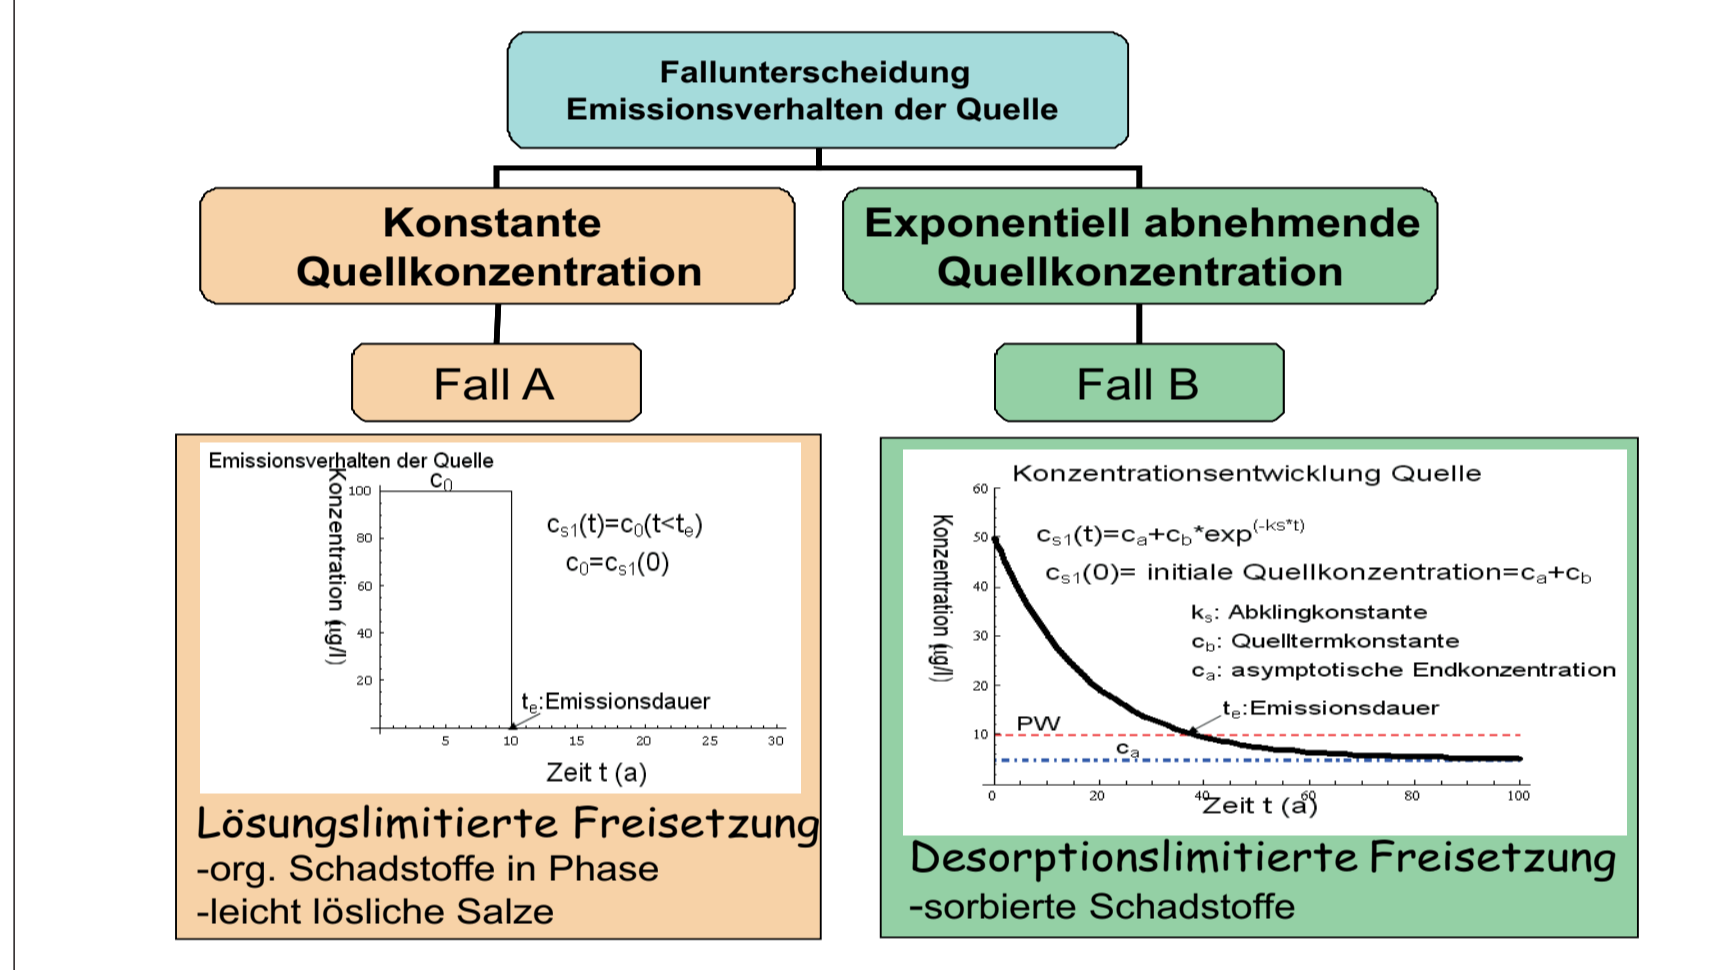 Fallunterscheidung
Emissionsverhalten der Quelle
Konstante
Quellkonzentration
Exponentiell abnehmende
Quellkonzentration
Fall A
Fall B
Emissionsverhalten der Quelle
c0
Konzentration (µg/l)
100
80
60
40
20
cs1(t)=c0(t<te)
c0=cs1(0)
te:Emissionsdauer
5 10 15 20 25 30
Zeit t (a)
Lösungslimitierte Freisetzung
-org. Schadstoffe in Phase
-leicht lösliche Salze
Konzentrationsentwicklung Quelle
Konzentration (µg/l)
60
50
40
30
20
10
cs1(t)=ca+cb*exp(-ks*t)
cs1(0)= initiale Quellkonzentration=ca+cb
ks: Abklingkonstante
cb: Quelltermkonstante
ca: asymptotische Endkonzentration
te:Emissionsdauer
PW
ca
0 20 40 60 80 100
Zeit t (a)
Desorptionslimitierte Freisetzung
-sorbierte Schadstoffe